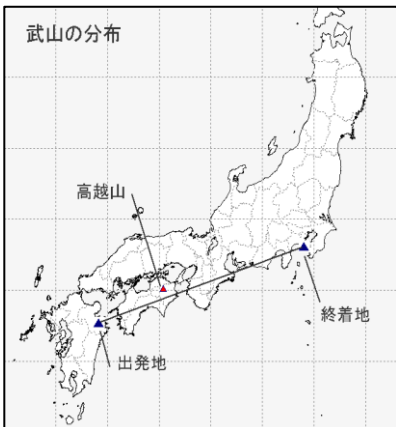 武山の分布
高越山
終着地
出発地